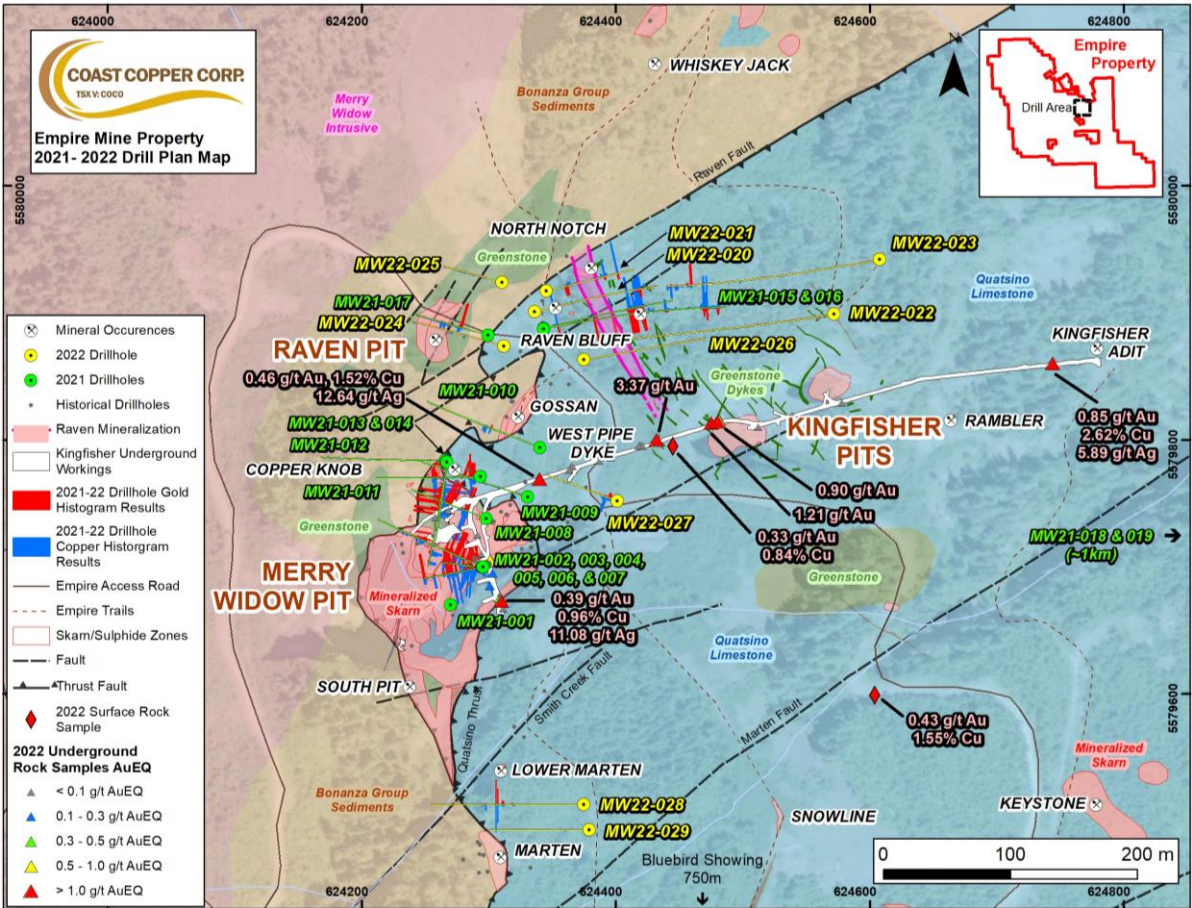 624000
624200
624400
624600
624800
COAST COPPER CORP.
TSX V: COCO
Empire Mine Property
2021- 2022 Drill Plan Map
Merry
Widow
Intrusive
Bonanza Group
Sediments
WHISKEY JACK
N
Empire
Property
Drill Area
Raven Fault
5580000
5580000
NORTH NOTCH
Greenstone
MW22-021
MW22-020
MW22-023
MW22-025
Quatsino
Limestone
MW21-017
MW22-024
MW21-015 & 016
MW22-022
RAVEN PIT
RAVEN BLUFF
MW22-026
KINGFISHER
ADIT
0.46 g/t Au, 1.52% Cu
12.64 g/t Ag
MW21-010
3.37 g/t Au
Greenstone
Dykes
GOSSAN
MW21-013 & 014
MW21-012
WEST PIPE
DYKE
KINGFISHER
PITS
RAMBLER
0.85 g/t Au
2.62% Cu
5.89 g/t Ag
5579800
COPPER KNOB
MW21-011
MW21-009
MW21-008
MW22-027
0.90 g/t Au
1.21 g/t Au
0.33 g/t Au
0.84% Cu
Greenstone
MW21-018 & 019
(~1km)
MW21-002, 003, 004,
005, 006, & 007
Greenstone
MERRY
WIDOW PIT
Mineralized
Skarn
MW21-001
0.39 g/t Au
0.96% Cu
11.08 g/t Ag
Quatsino
Limestone
SOUTH PIT
Quatsino Thrust
Smith Creek Fault
Marten Fault
5579600
0.43 g/t Au
1.55% Cu
Mineralized
Skarn
LOWER MARTEN
Bonanza Group
Sediments
MW22-028
MW22-029
SNOWLINE
KEYSTONE
MARTEN
Bluebird Showing
750m
0
100
200 m
624200
624400
624600
624800
Mineral Occurences
2022 Drillhole
2021 Drillholes
Historical Drillholes
Raven Mineralization
Kingfisher Underground
Workings
2021-22 Drillhole Gold
Histogram Results
2021-22 Drillhole
Copper Historgram
Results
Empire Access Road
Empire Trails
Skarn/Sulphide Zones
Fault
Thrust Fault
2022 Surface Rock
Sample
2022 Underground
Rock Samples AuEQ
< 0.1 g/t AuEQ
0.1 - 0.3 g/t AuEQ
0.3 - 0.5 g/t AuEQ
0.5 - 1.0 g/t AuEQ
> 1.0 g/t AuEQ